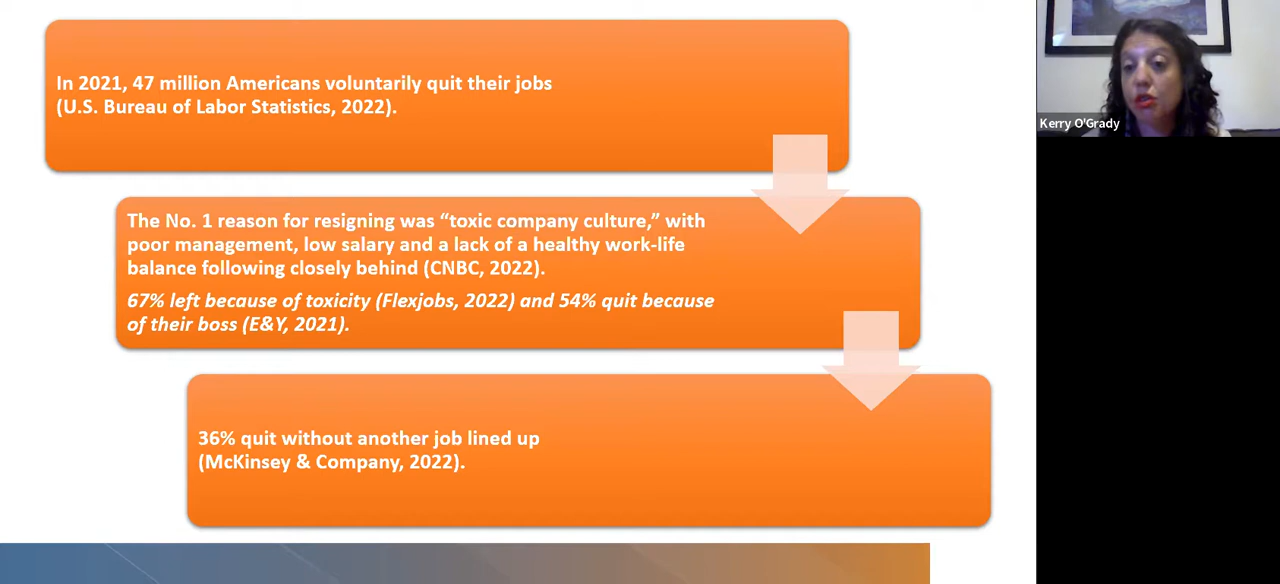 In 2021, 47 million Americans voluntarily quit their jobs
(U.S. Bureau of Labor Statistics, 2022).
The No. 1 reason for resigning was “toxic company culture,” with
poor management, low salary and a lack of a healthy work-life
balance following closely behind (CNBC, 2022).
67% left because of toxicity (Flexjobs, 2022) and 54% quit because
of their boss (E&Y, 2021).
36% quit without another job lined up
(McKinsey & Company, 2022).
Kerry O'Grady